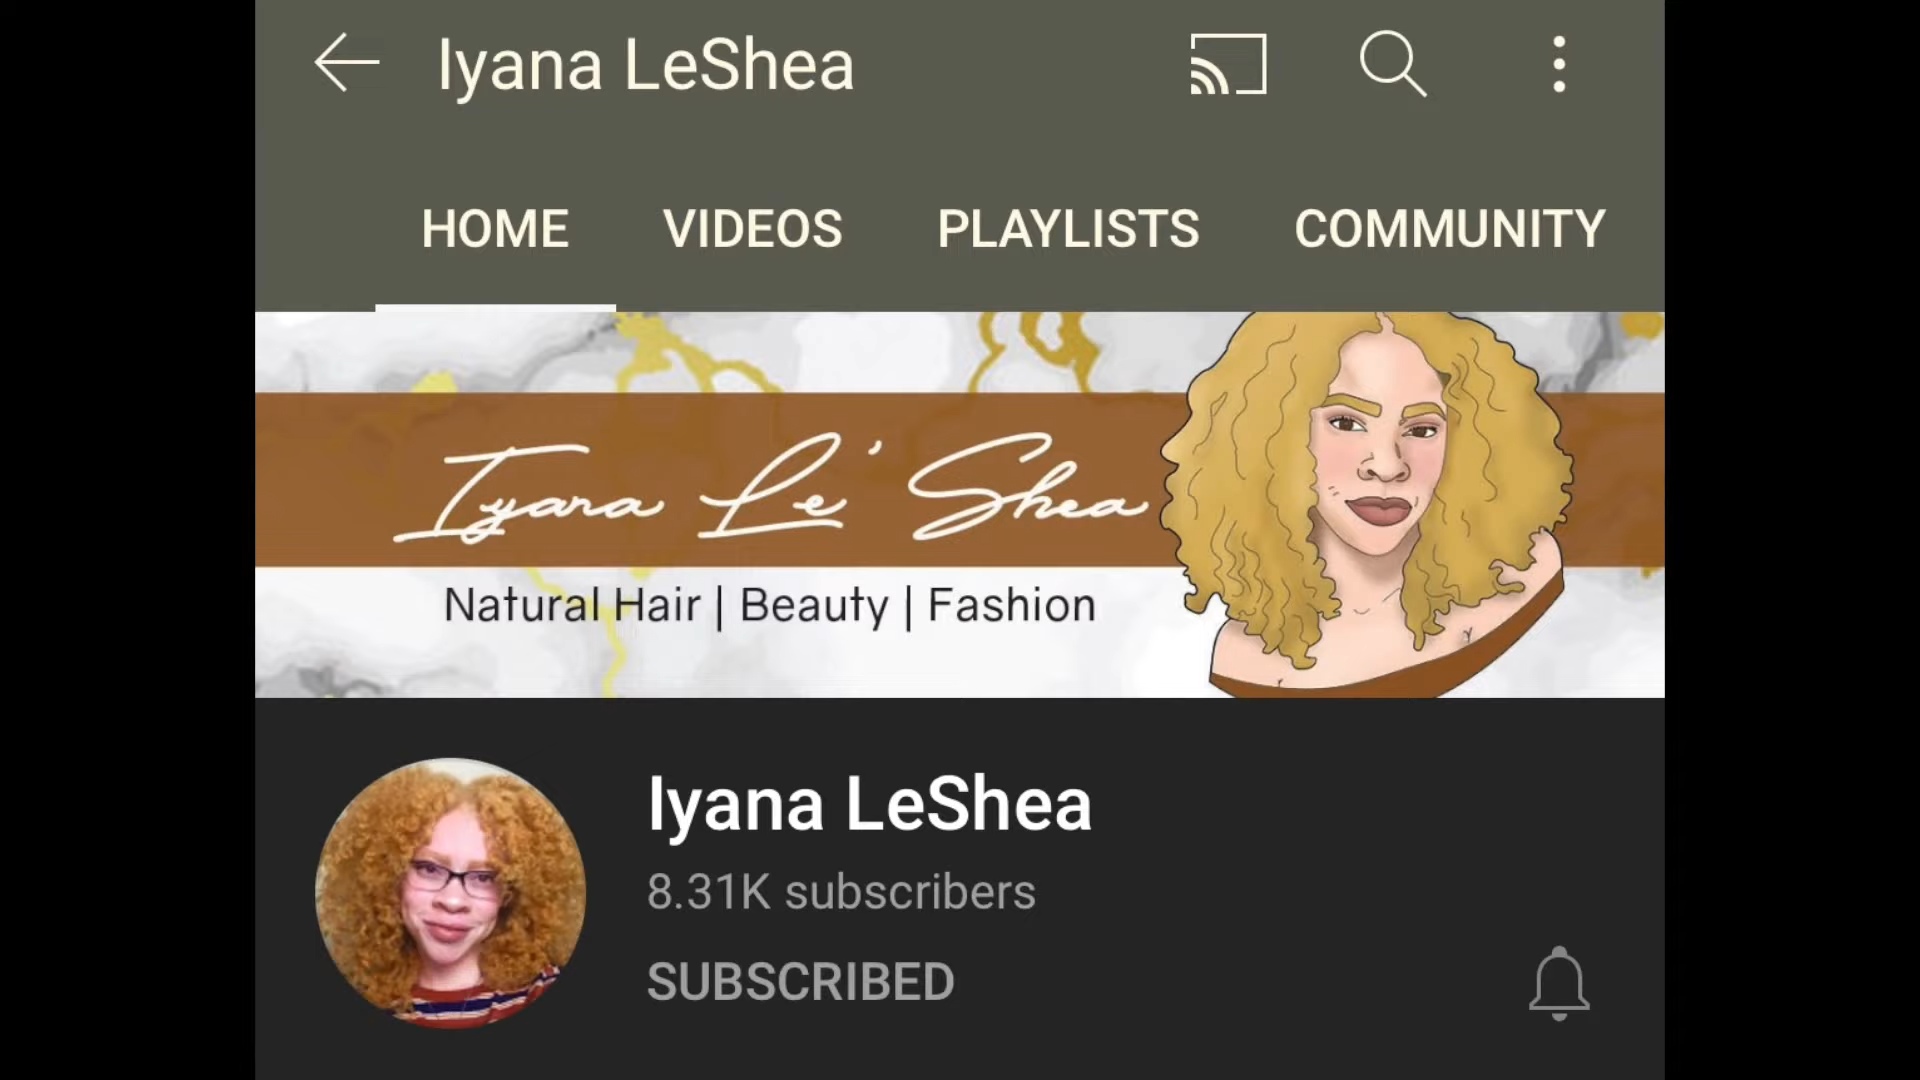 Iyana LeShea
HOME VIDEOS PLAYLISTS COMMUNITY
Iyana Le' Shea
Natural Hair | Beauty | Fashion
Iyana LeShea
8.31K subscribers
SUBSCRIBED